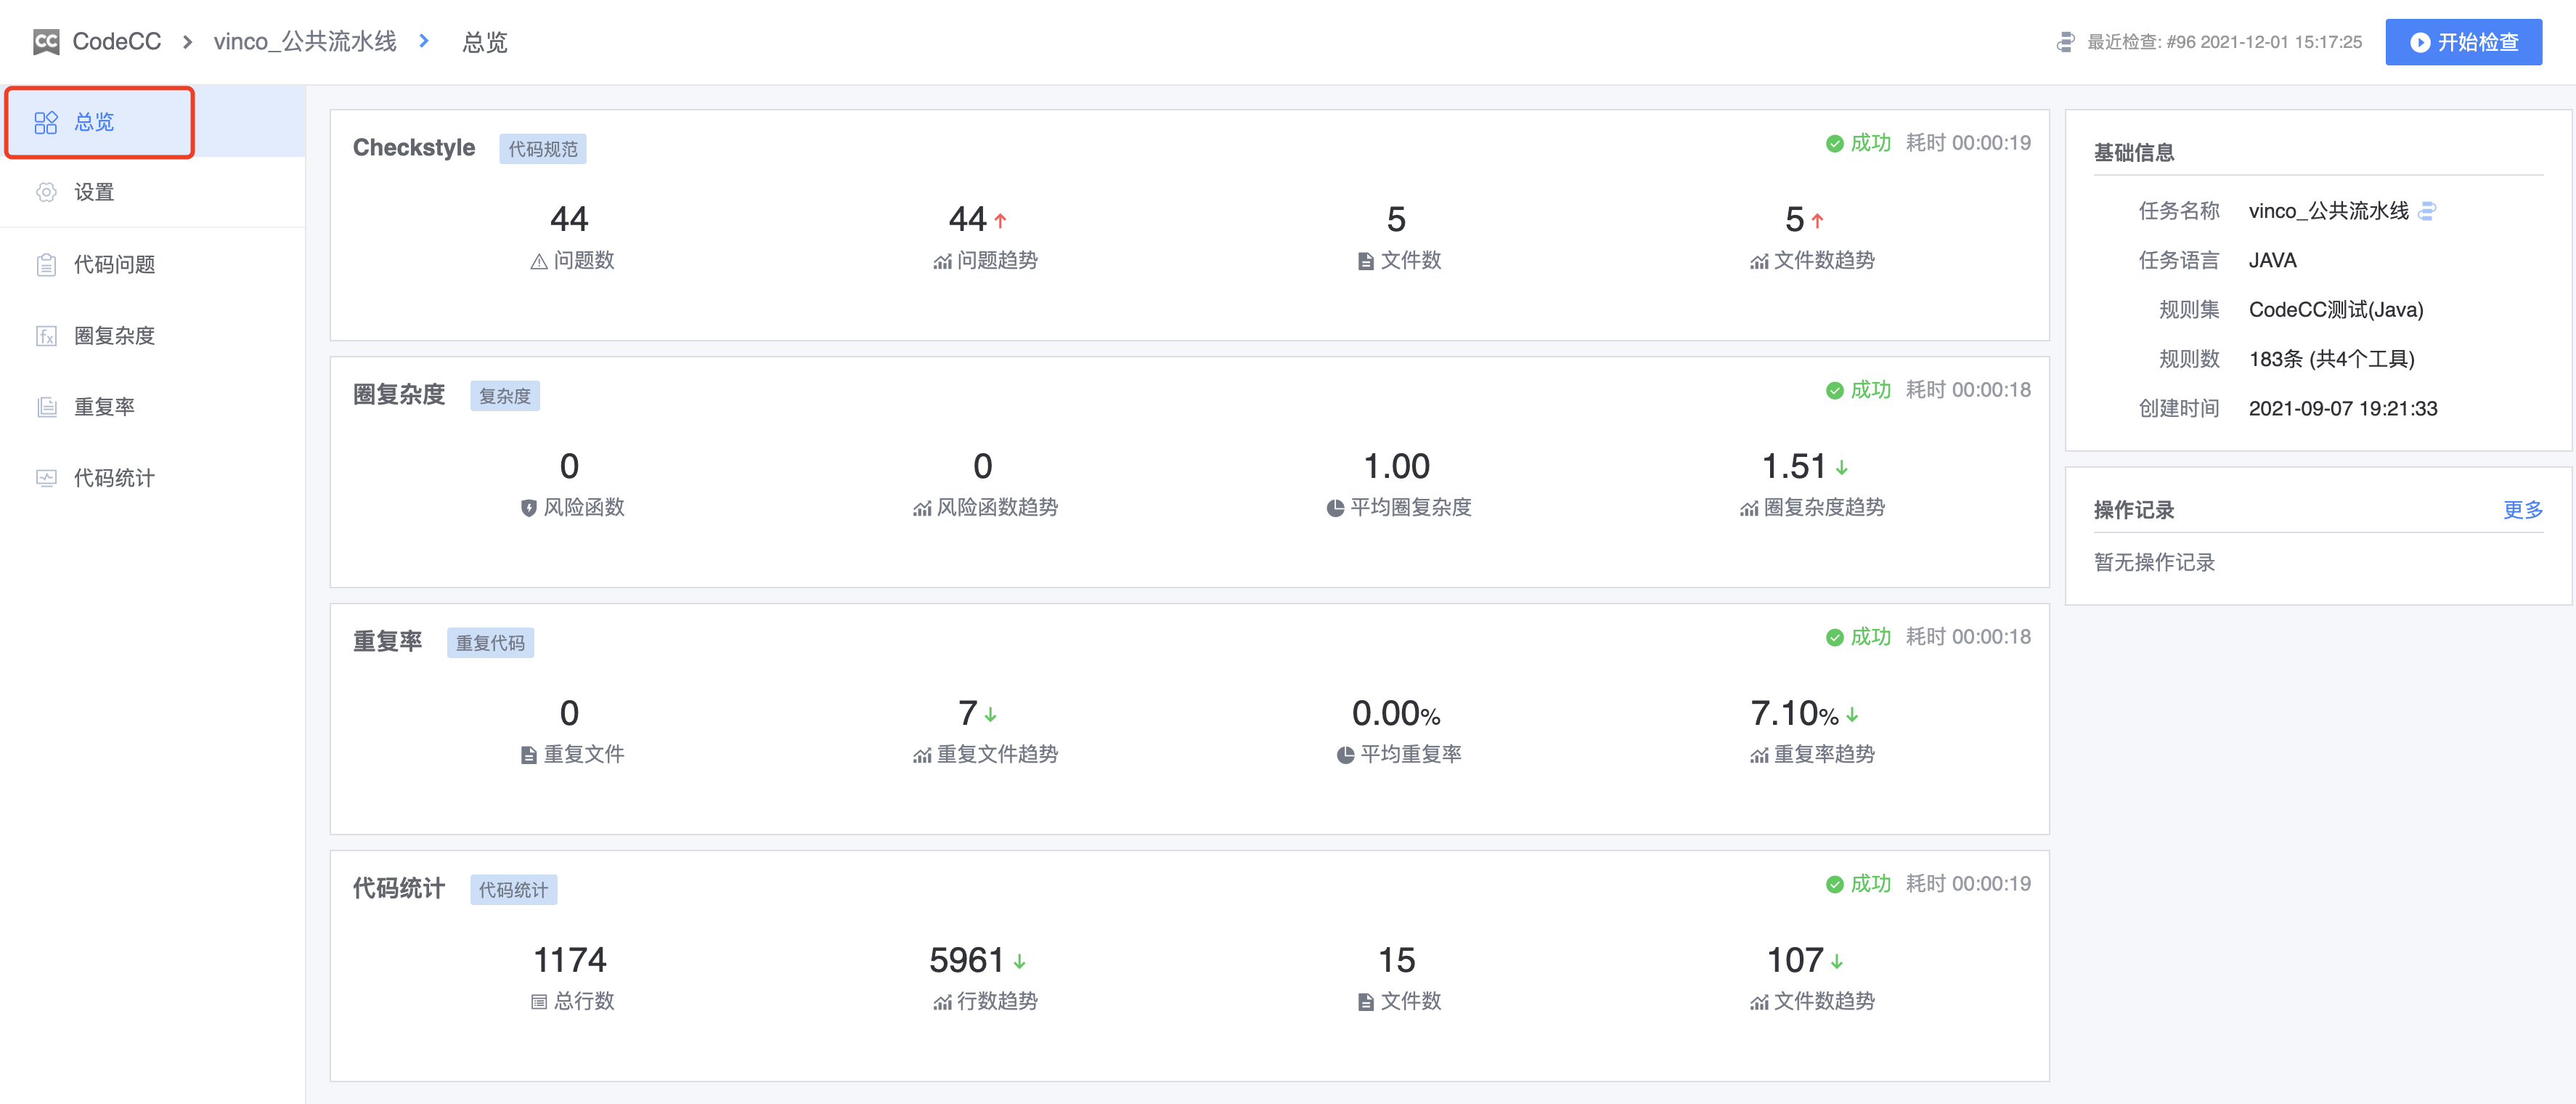 CodeCC > vinco_公共流水线 > 总览
最近检查: #96 2021-12-01 15:17:25
开始检查
总览
设置
代码问题
圈复杂度
重复率
代码统计
Checkstyle 代码规范
成功 耗时 00:00:19
44 44 5 5
问题数 问题趋势 文件数 文件数趋势
圈复杂度 复杂度
成功 耗时 00:00:18
0 0 1.00 1.51
风险函数 风险函数趋势 平均圈复杂度 圈复杂度趋势
重复率 重复代码
成功 耗时 00:00:18
0 7 0.00% 7.10%
重复文件 重复文件趋势 平均重复率 重复率趋势
代码统计 代码统计
成功 耗时 00:00:19
1174 5961 15 107
总行数 行数趋势 文件数 文件数趋势
基础信息
任务名称 vinco_公共流水线
任务语言 JAVA
规则集 CodeCC测试(Java)
规则数 183条 (共4个工具)
创建时间 2021-09-07 19:21:33
操作记录 更多
暂无操作记录